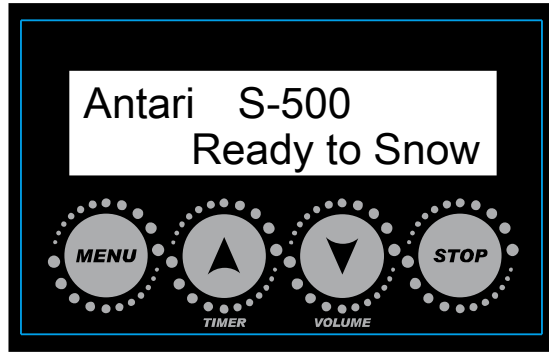 Antari S-500
Ready to Snow
MENU
STOP
TIMER
VOLUME